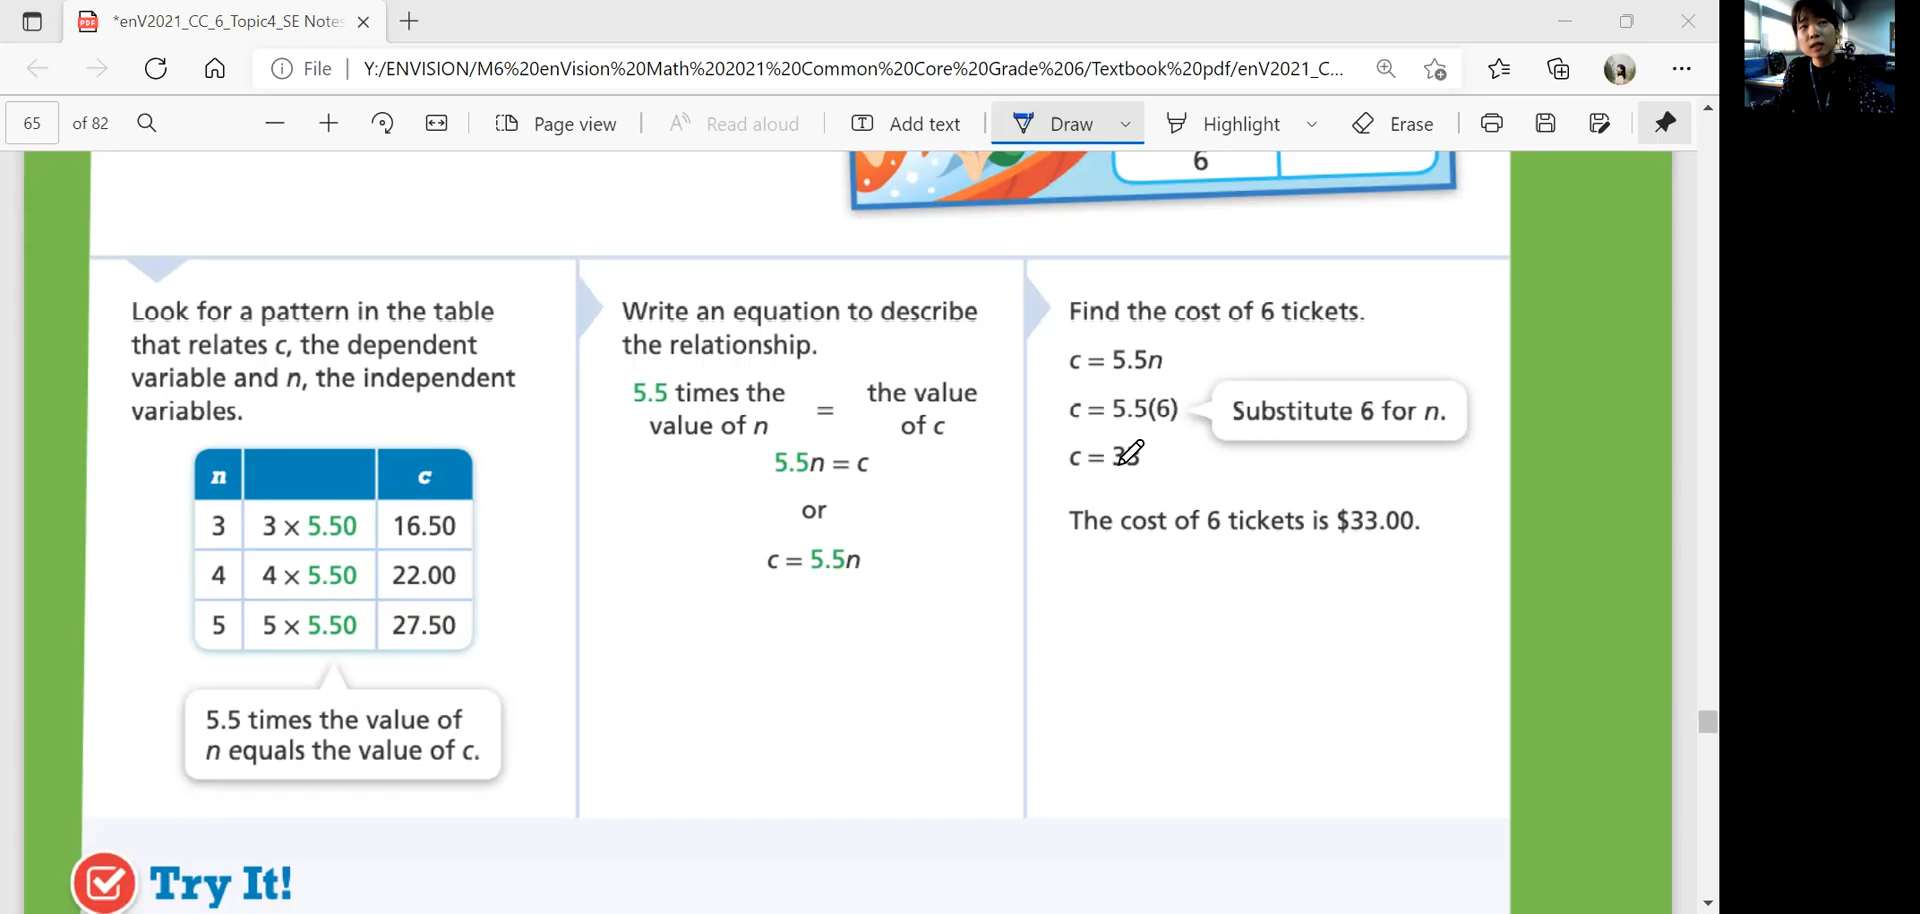 *enV2021_CC_6_Topic4_SE Notes
File
Y:/ENVISION/M6%20enVision%20Math%202021%20Common%20Core%20Grade%206/Textbook%20pdf/enV2021_C...
65 of 82
Page view
Read aloud
Add text
Draw
Highlight
Erase
6
Look for a pattern in the table
that relates c, the dependent
variable and n, the independent
variables.
n c
3 3 × 5.50 16.50
4 4 × 5.50 22.00
5 5 × 5.50 27.50
5.5 times the value of
n equals the value of c.
Write an equation to describe
the relationship.
5.5 times the = the value
value of n of c
5.5n = c
or
c = 5.5n
Find the cost of 6 tickets.
c = 5.5n
c = 5.5(6)
Substitute 6 for n.
c = 33
The cost of 6 tickets is $33.00.
Try It!